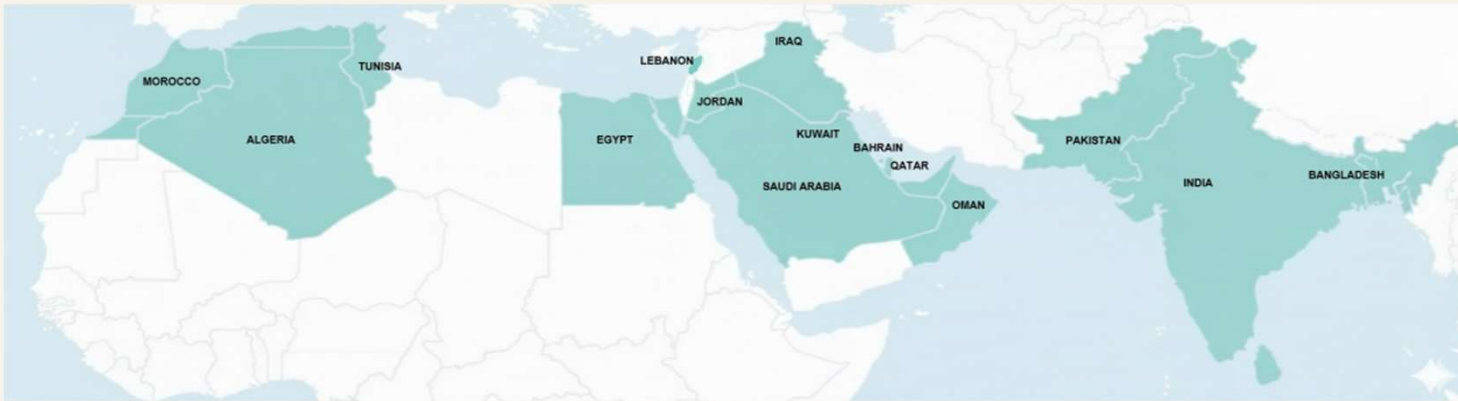 MOROCCO
ALGERIA
TUNISIA
EGYPT
LEBANON
JORDAN
IRAQ
KUWAIT
BAHRAIN
QATAR
SAUDI ARABIA
OMAN
PAKISTAN
INDIA
BANGLADESH